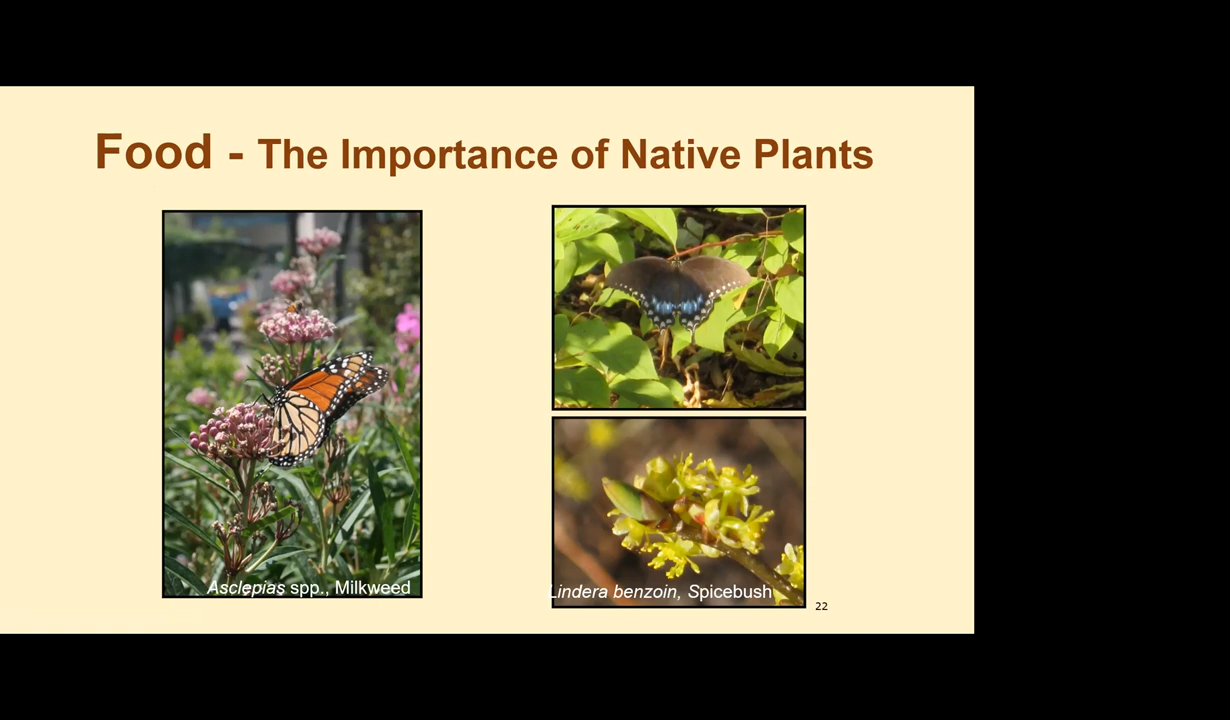 Food - The Importance of Native Plants
Asclepias spp., Milkweed
Lindera benzoin, Spicebush
22